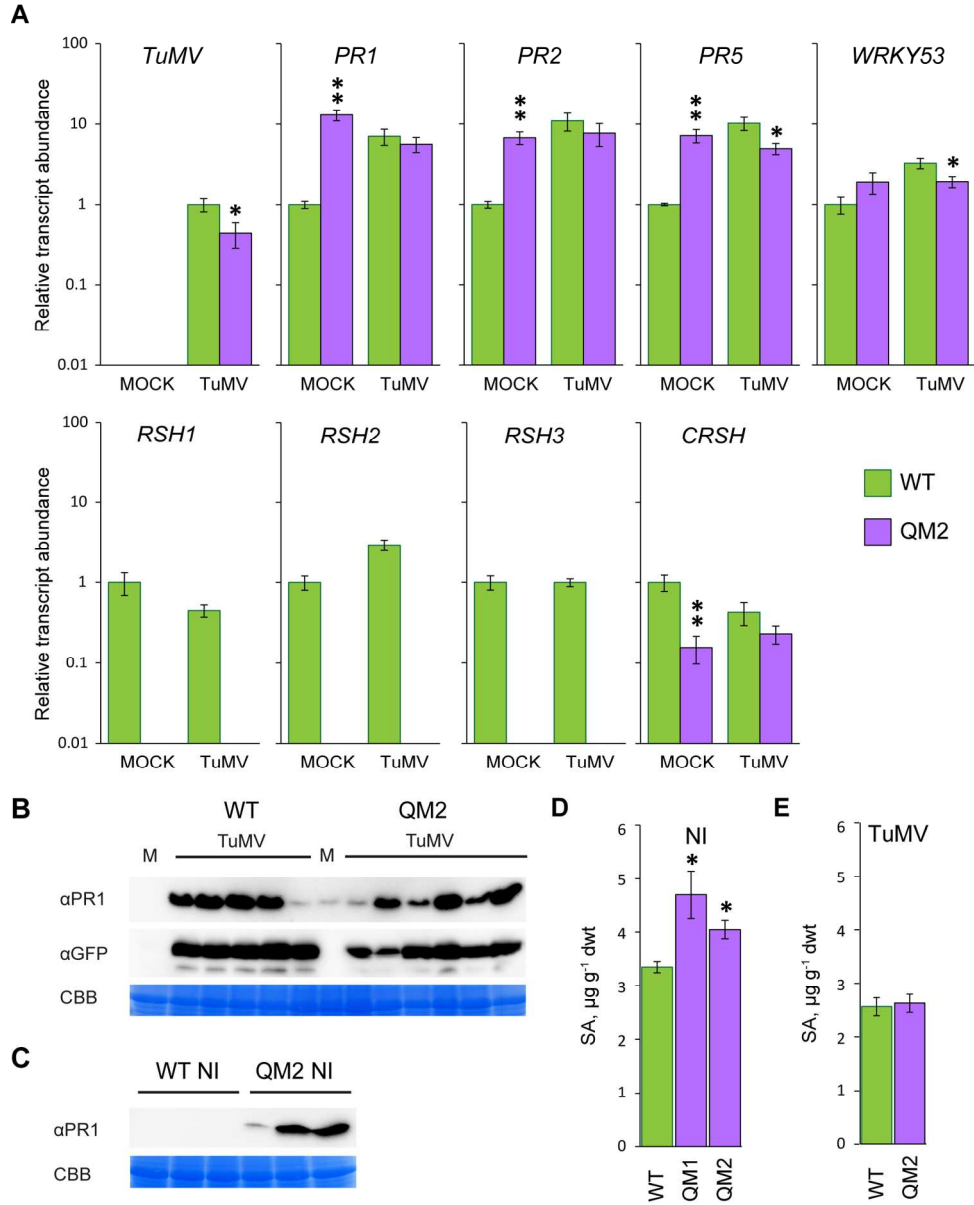 A
TuMV PR1 PR2 PR5 WRKY53
Relative transcript abundance
100
10
1
0.1
0.01
** ** ** * * *
MOCK TuMV MOCK TuMV MOCK TuMV MOCK TuMV MOCK TuMV
RSH1 RSH2 RSH3 CRSH
Relative transcript abundance
100
10
1
0.1
0.01
**
MOCK TuMV MOCK TuMV MOCK TuMV MOCK TuMV
WT
QM2
B
WT QM2
M TuMV M TuMV
αPR1
αGFP
CBB
C
WT NI QM2 NI
αPR1
CBB
D
NI
SA, µg g⁻¹ dwt
6
5
4
3
2
1
0
* *
WT QM1 QM2
E
TuMV
SA, µg g⁻¹ dwt
6
5
4
3
2
1
0
WT QM2